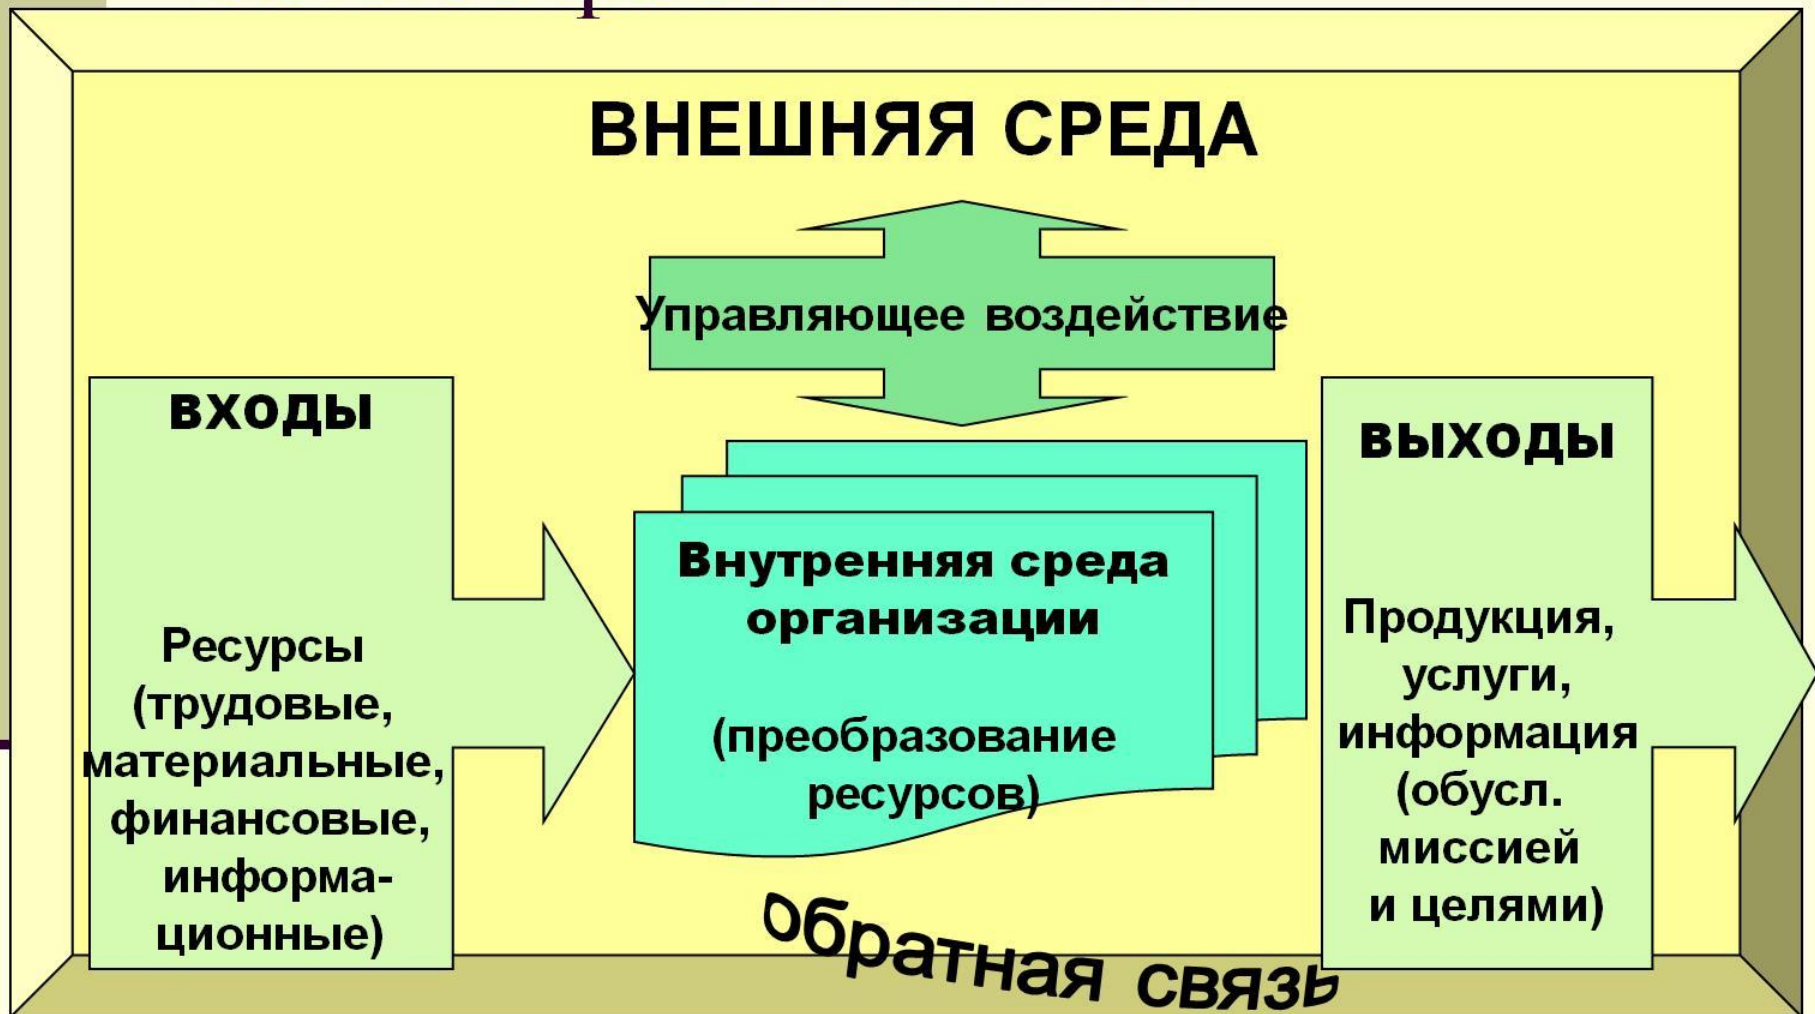 ВНЕШНЯЯ СРЕДА
Управляющее воздействие
ВХОДЫ
Ресурсы
(трудовые,
материальные,
финансовые,
информа-
ционные)
Внутренняя среда
организации
(преобразование
ресурсов)
ВЫХОДЫ
Продукция,
услуги,
информация
(обусл.
миссией
и целями)
обратная связь